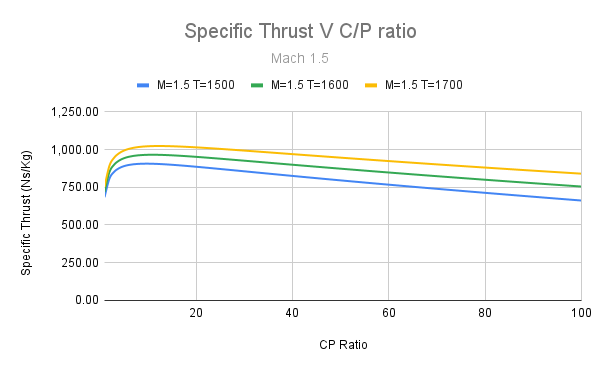 Specific Thrust V C/P ratio
Mach 1.5
M=1.5 T=1500 M=1.5 T=1600 M=1.5 T=1700
Specific Thrust (Ns/Kg)
1,250.00
1,000.00
750.00
500.00
250.00
0.00
20 40 60 80 100
CP Ratio